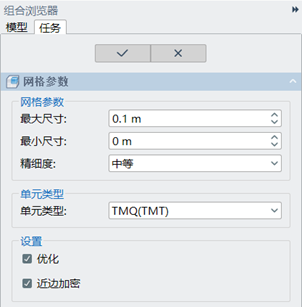 组合浏览器
模型 任务
网格参数
网格参数
最大尺寸: 0.1 m
最小尺寸: 0 m
精细度: 中等
单元类型
单元类型: TMQ(TMT)
设置
优化
近边加密